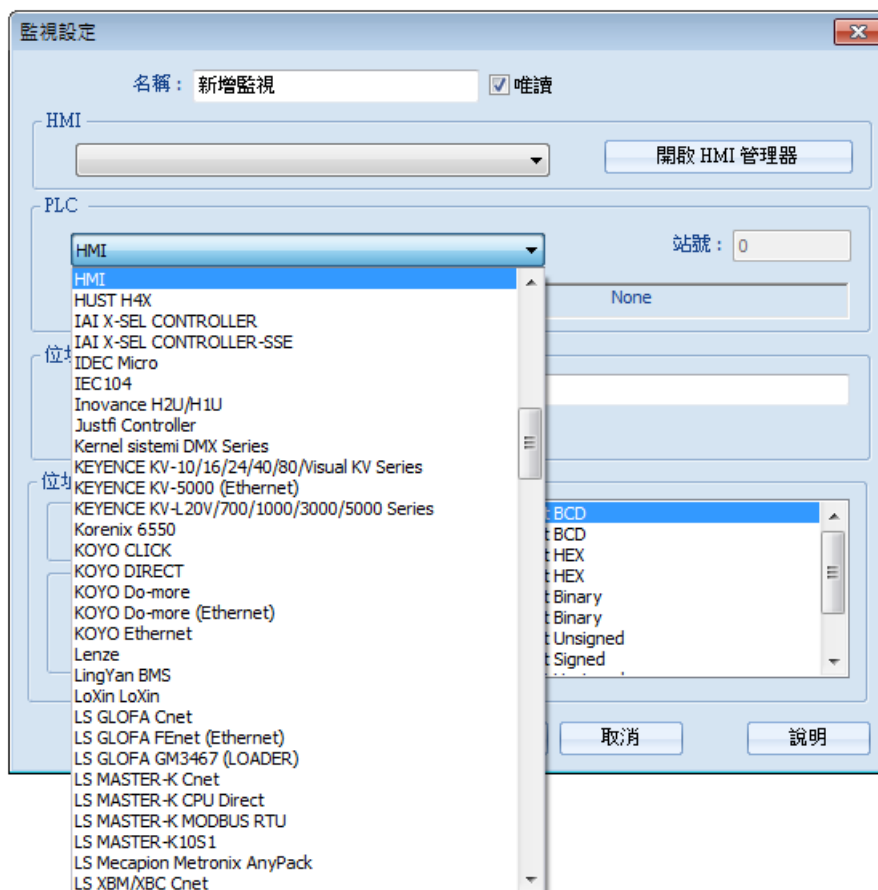 監視設定
名稱： 新增監視 唯讀
HMI
開啟 HMI 管理器
PLC
HMI 站號： 0
HMI
HUST H4X
None
IAI X-SEL CONTROLLER
IAI X-SEL CONTROLLER-SSE
位址
IDEC Micro
IEC104
Inovance H2U/H1U
Justfi Controller
Kernel sistemi DMX Series
KEYENCE KV-10/16/24/40/80/Visual KV Series
位址
KEYENCE KV-5000 (Ethernet)
KEYENCE KV-L20V/700/1000/3000/5000 Series
Korenix 6550
KOYO CLICK
KOYO DIRECT
KOYO Do-more
KOYO Do-more (Ethernet)
KOYO Ethernet
Lenze
LingYan BMS
LoXin LoXin
LS GLOFA Cnet
LS GLOFA FEnet (Ethernet)
LS GLOFA GM3467 (LOADER)
LS MASTER-K Cnet
LS MASTER-K CPU Direct
LS MASTER-K MODBUS RTU
LS MASTER-K10S1
LS Mecapion Metronix AnyPack
LS XBM/XBC Cnet
t BCD
t BCD
t HEX
t HEX
t Binary
t Binary
t Unsigned
t Signed
取消 說明